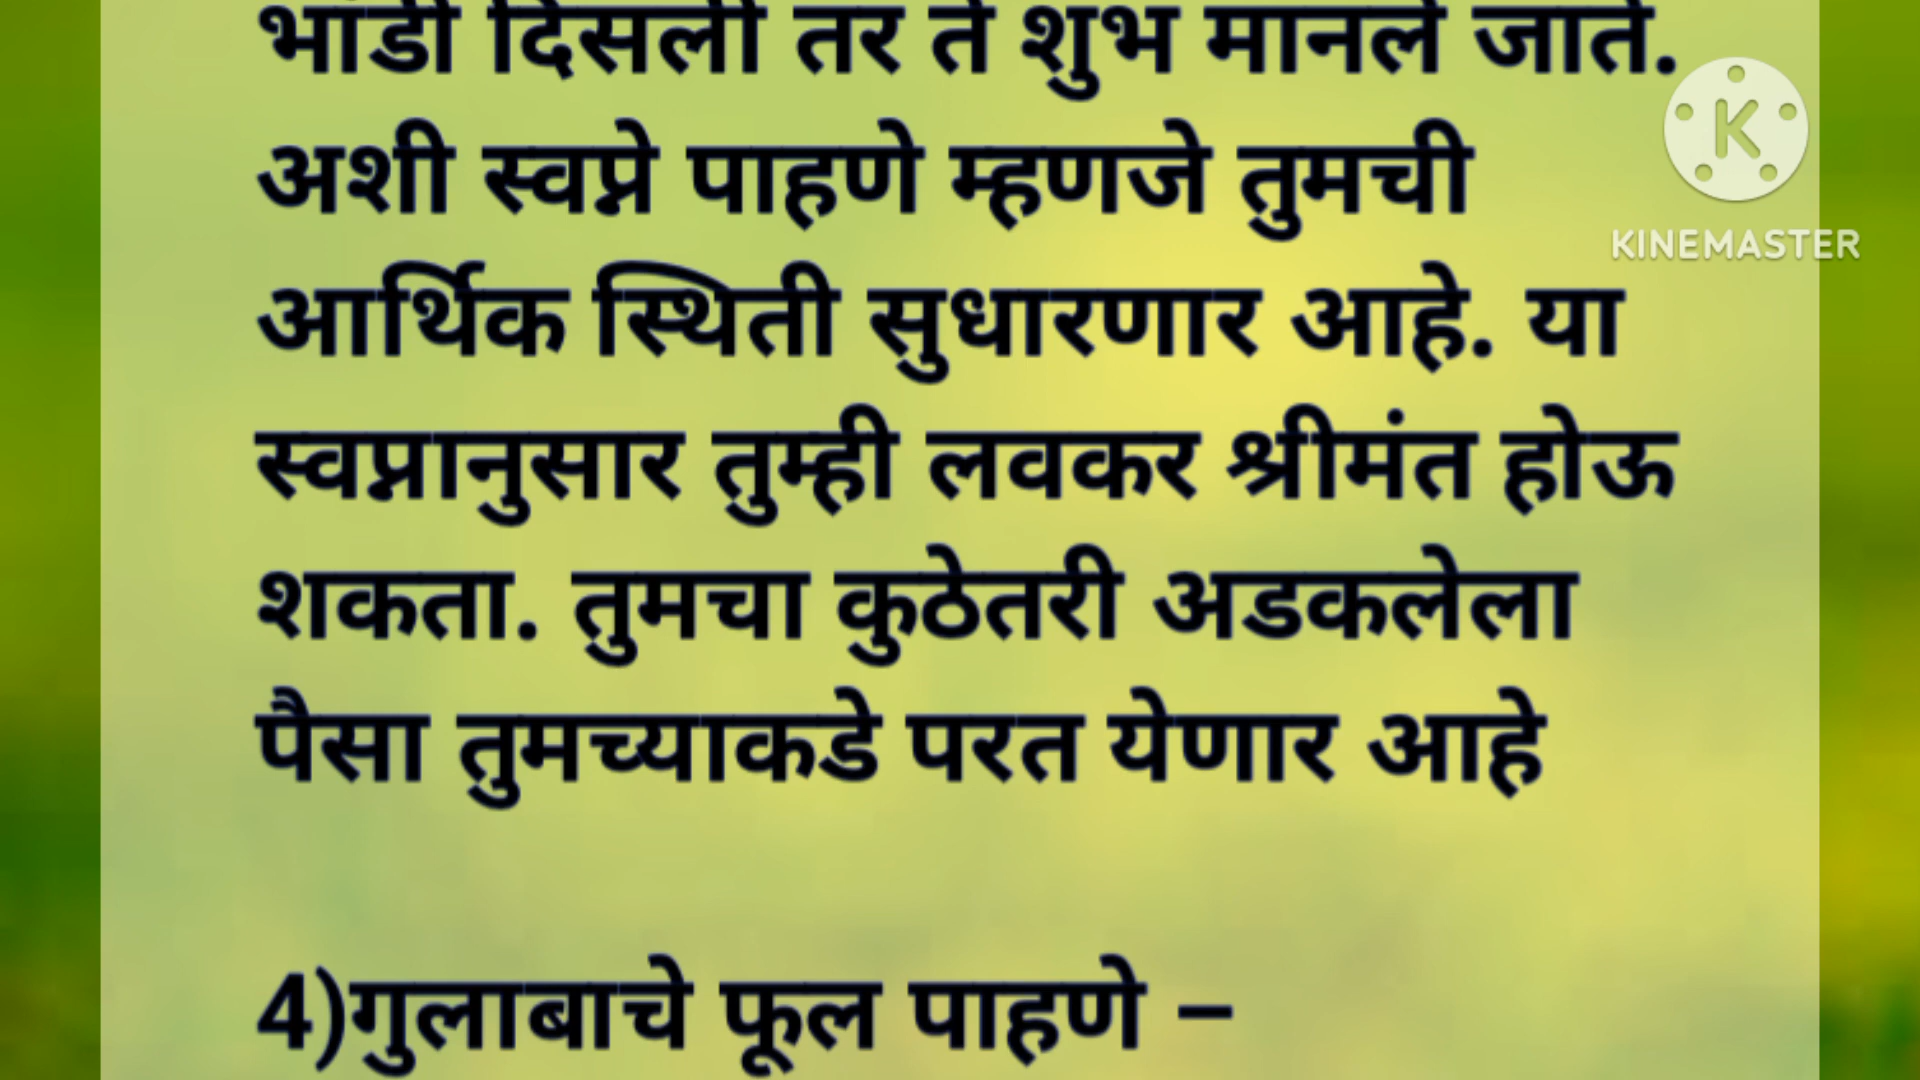 भांडी दिसली तर ते शुभ मानले जाते.
अशी स्वप्ने पाहणे म्हणजे तुमची
आर्थिक स्थिती सुधारणार आहे. या
स्वप्नानुसार तुम्ही लवकर श्रीमंत होऊ
शकता. तुमचा कुठेतरी अडकलेला
पैसा तुमच्याकडे परत येणार आहे
4)गुलाबाचे फूल पाहणे –
K
KINEMASTER